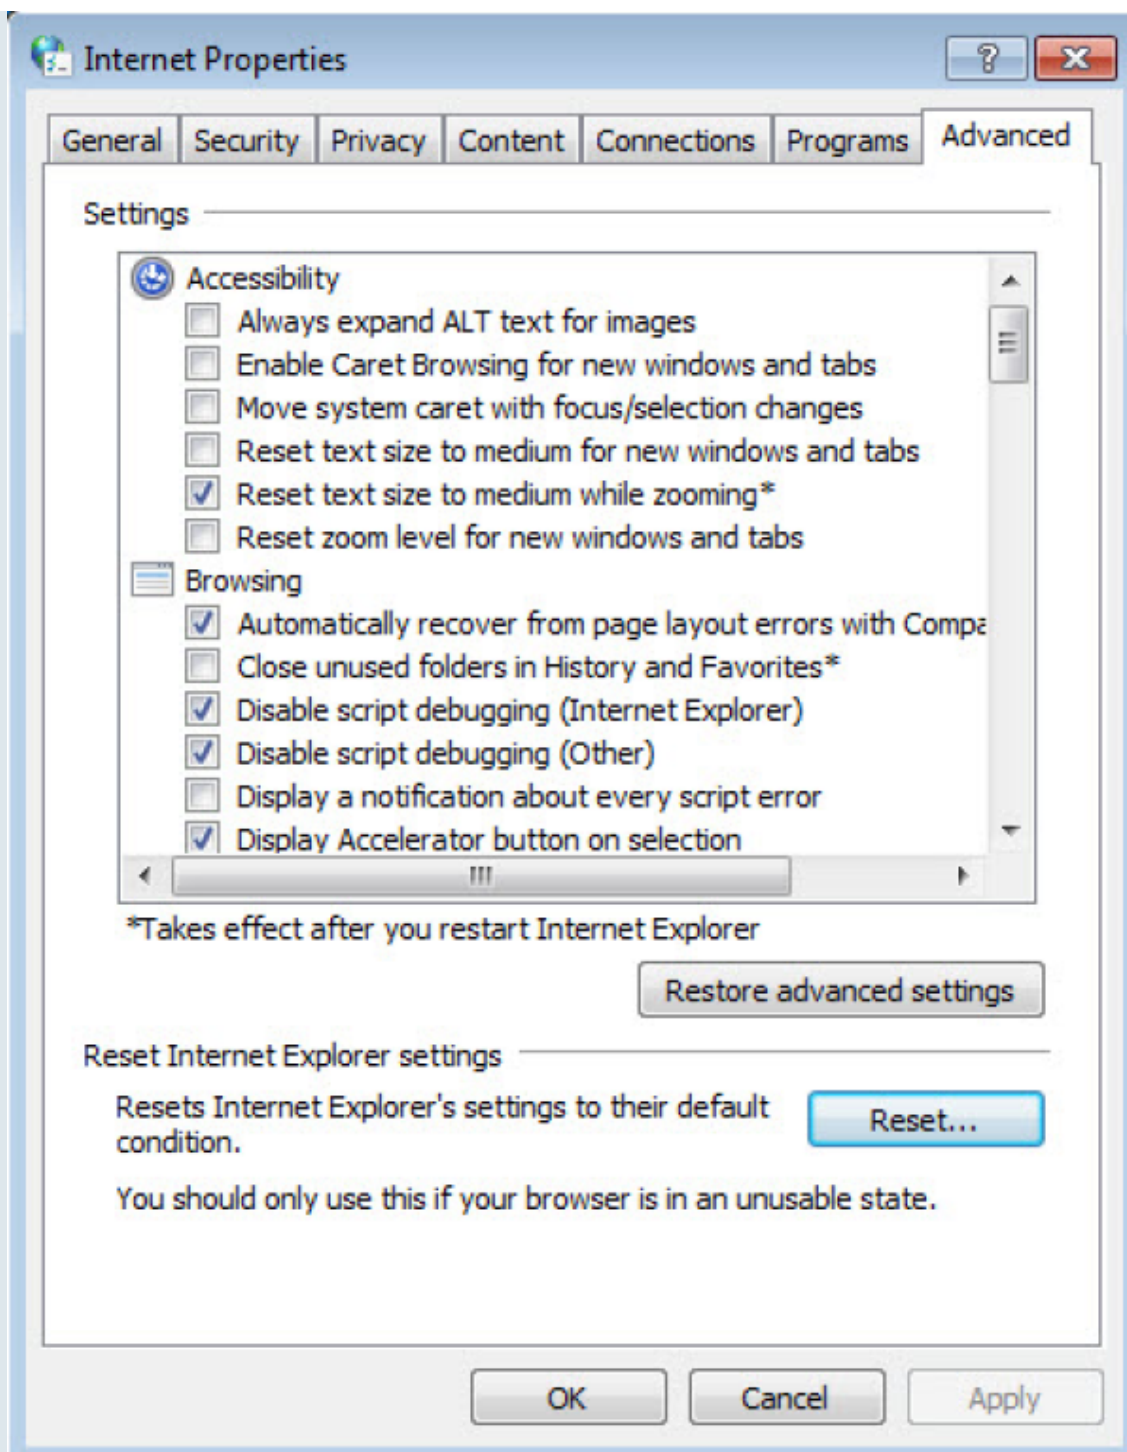 Internet Properties
General Security Privacy Content Connections Programs Advanced
Settings
Accessibility
Always expand ALT text for images
Enable Caret Browsing for new windows and tabs
Move system caret with focus/selection changes
Reset text size to medium for new windows and tabs
Reset text size to medium while zooming*
Reset zoom level for new windows and tabs
Browsing
Automatically recover from page layout errors with Compa
Close unused folders in History and Favorites*
Disable script debugging (Internet Explorer)
Disable script debugging (Other)
Display a notification about every script error
Display Accelerator button on selection
*Takes effect after you restart Internet Explorer
Restore advanced settings
Reset Internet Explorer settings
Resets Internet Explorer's settings to their default
condition.
Reset...
You should only use this if your browser is in an unusable state.
OK Cancel Apply